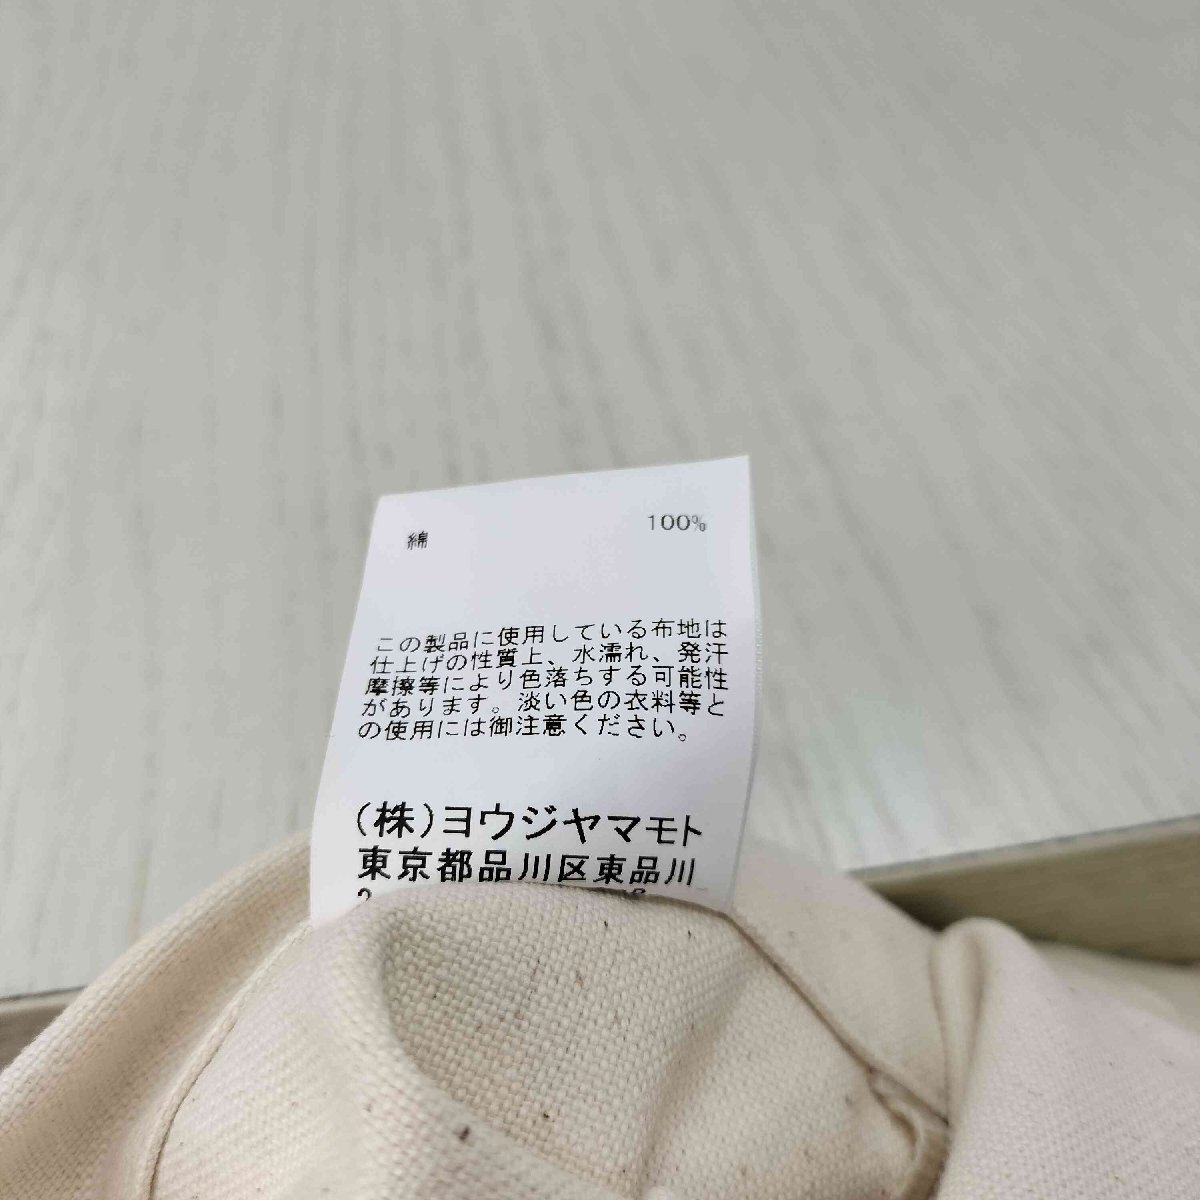 綿 100%
この製品に使用している布地は
仕上げの性質上、水濡れ、発汗
摩擦等により色落ちする可能性
があります。淡い色の衣料等と
の使用には御注意ください。
(株)ヨウジヤマモト
東京都品川区東品川